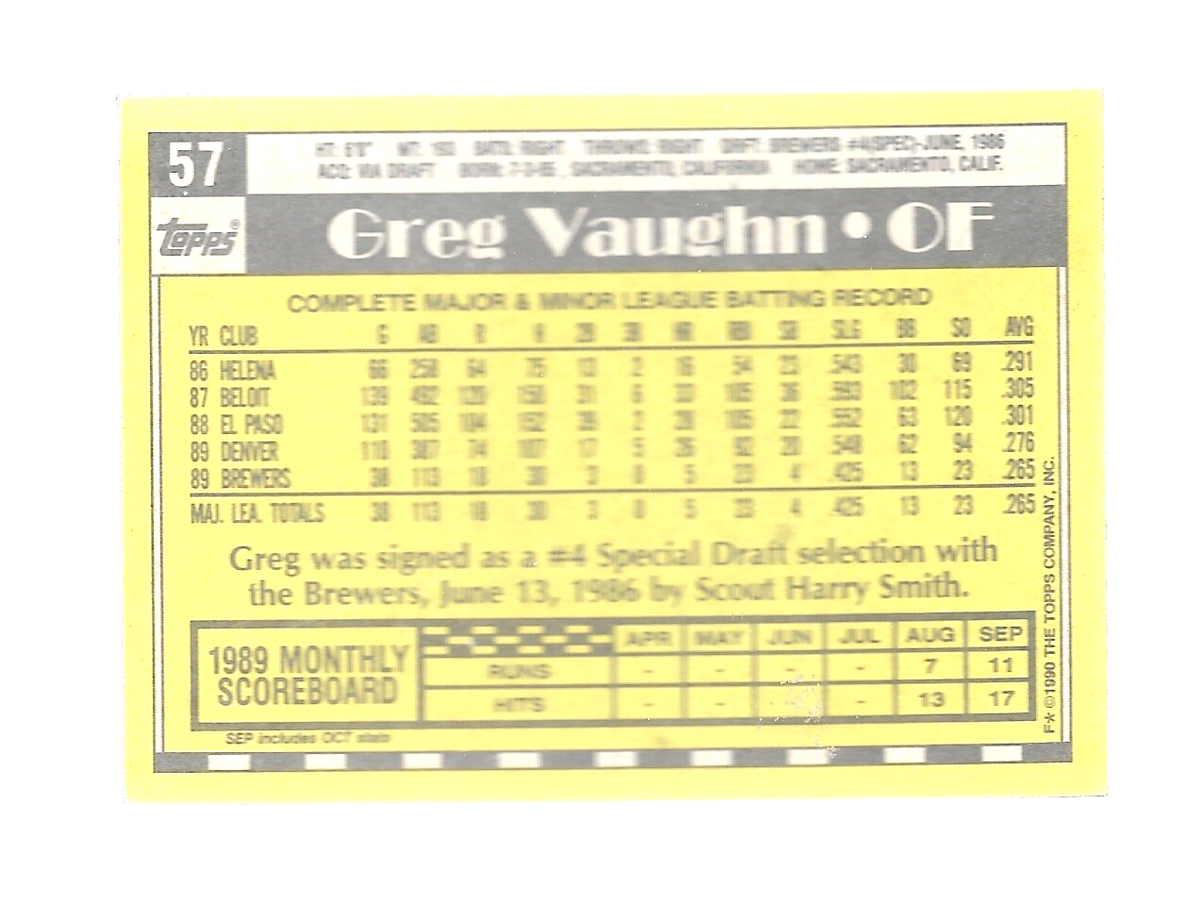 57
HT: 6'0" WT: 193 BATS: RIGHT THROWS: RIGHT DRFT: BREWERS #4(SPEC)-JUNE, 1986
ACQ: VIA DRAFT BORN: SACRAMENTO, CALIFORNIA HOME: SACRAMENTO, CALIF.
TOPPS®
Greg Vaughn • OF
COMPLETE MAJOR & MINOR LEAGUE BATTING RECORD
YR CLUB G AB R H 2B 3B HR RBI SB SLG BB SO AVG
86 HELENA 66 258 64 75 13 2 16 54 23 .543 30 69 .291
87 BELOIT 139 492 120 150 31 6 33 105 36 .593 102 115 .305
88 EL PASO 131 505 104 152 39 2 28 105 22 .552 63 120 .301
89 DENVER 110 387 74 107 17 5 26 92 20 .548 62 94 .276
89 BREWERS 38 113 18 30 3 0 5 23 4 .425 13 23 .265
MAJ. LEA. TOTALS 38 113 18 30 3 0 5 23 4 .425 13 23 .265
Greg was signed as a #4 Special Draft selection with
the Brewers, June 13, 1986 by Scout Harry Smith.
1989 MONTHLY
SCOREBOARD
APR MAY JUN JUL AUG SEP
RUNS - - - - 7 11
HITS - - - - 13 17
SEP includes OCT stats
F* ©1990 THE TOPPS COMPANY, INC.